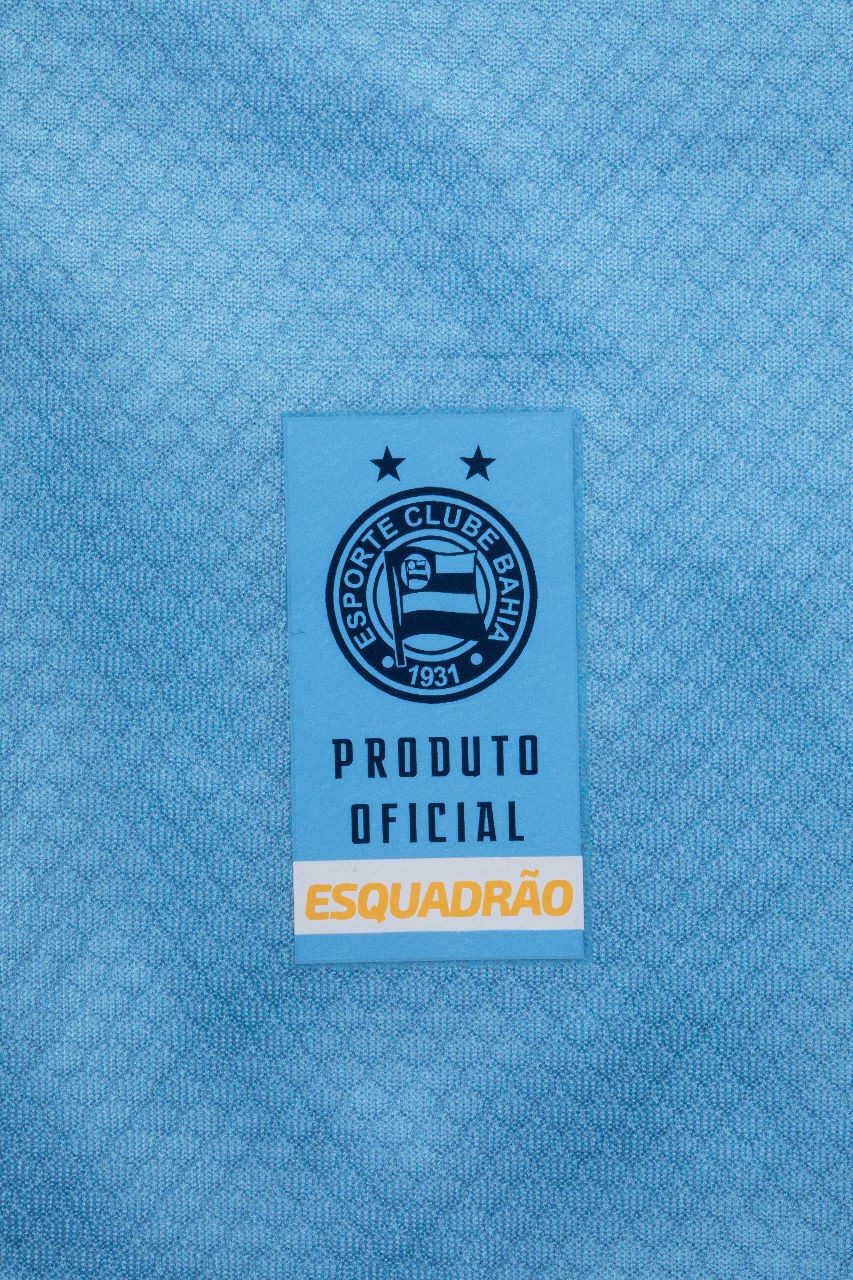 ESPORTE CLUBE BAHIA
1931
PRODUTO
OFICIAL
ESQUADRÃO